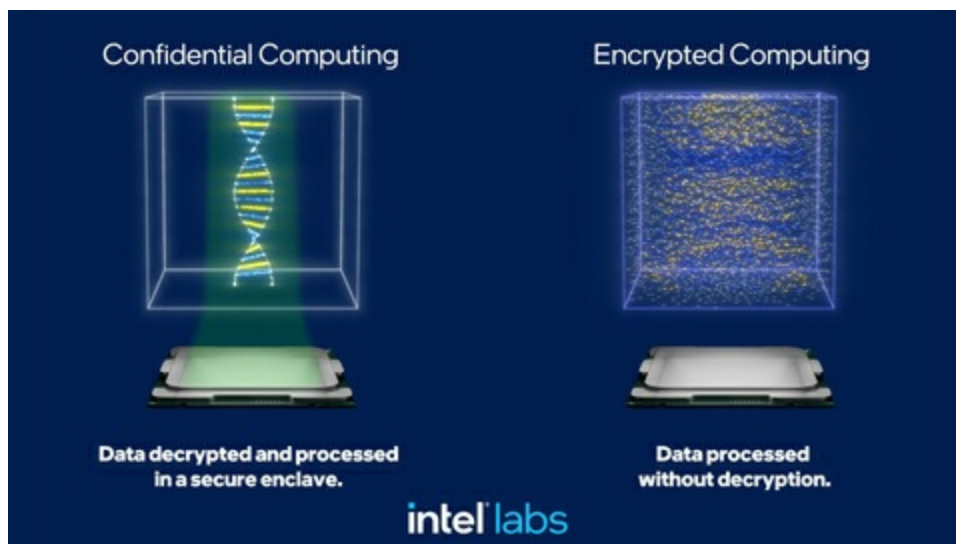 Confidential Computing
Encrypted Computing
Data decrypted and processed
in a secure enclave.
Data processed
without decryption.
intel labs